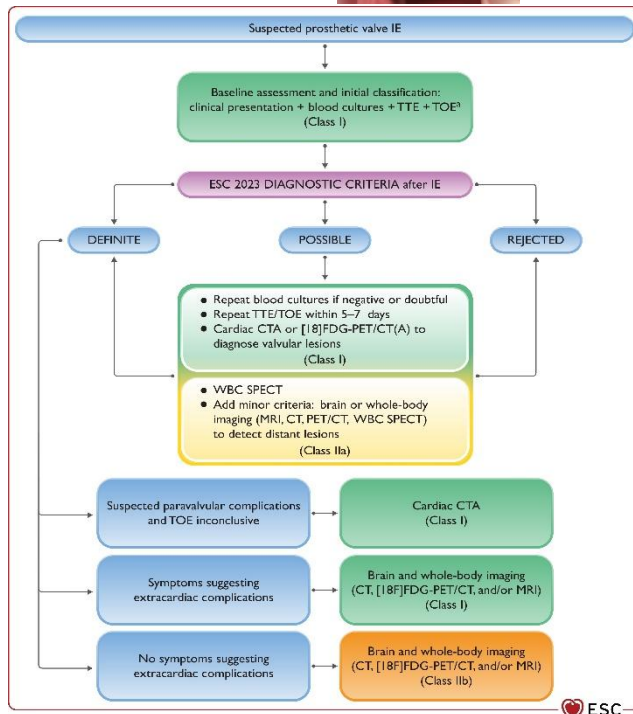 Suspected prosthetic valve IE
Baseline assessment and initial classification:
clinical presentation + blood cultures + TTE + TOEª
(Class I)
ESC 2023 DIAGNOSTIC CRITERIA after IE
DEFINITE
POSSIBLE
REJECTED
• Repeat blood cultures if negative or doubtful
• Repeat TTE/TOE within 5–7 days
• Cardiac CTA or [18]FDG-PET/CT(A) to
diagnose valvular lesions
(Class I)
• WBC SPECT
• Add minor criteria: brain or whole-body
imaging (MRI, CT, PET/CT, WBC SPECT)
to detect distant lesions
(Class IIa)
Suspected paravalvular complications
and TOE inconclusive
Cardiac CTA
(Class I)
Symptoms suggesting
extracardiac complications
Brain and whole-body imaging
(CT, [18F]FDG-PET/CT, and/or MRI)
(Class I)
No symptoms suggesting
extracardiac complications
Brain and whole-body imaging
(CT, [18F]FDG-PET/CT, and/or MRI)
(Class IIb)
ESC